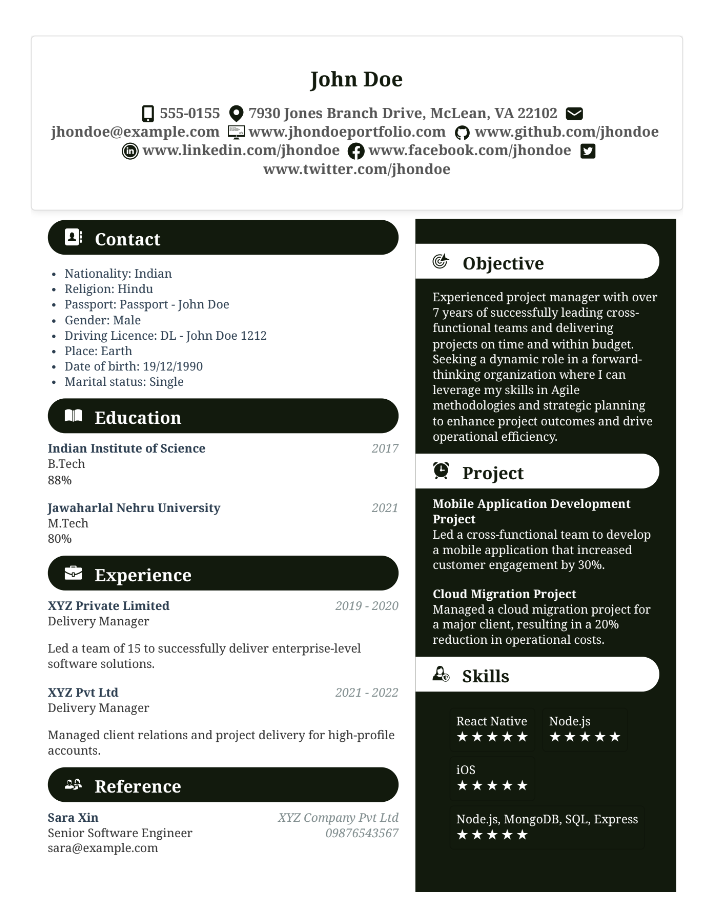 John Doe
555-0155 7930 Jones Branch Drive, McLean, VA 22102
jhondoe@example.com www.jhondoeportfolio.com www.github.com/jhondoe
www.linkedin.com/jhondoe www.facebook.com/jhondoe
www.twitter.com/jhondoe
Contact
Nationality: Indian
Religion: Hindu
Passport: Passport - John Doe
Gender: Male
Driving Licence: DL - John Doe 1212
Place: Earth
Date of birth: 19/12/1990
Marital status: Single
Education
Indian Institute of Science 2017
B.Tech
88%
Jawaharlal Nehru University 2021
M.Tech
80%
Experience
XYZ Private Limited 2019 - 2020
Delivery Manager
Led a team of 15 to successfully deliver enterprise-level
software solutions.
XYZ Pvt Ltd 2021 - 2022
Delivery Manager
Managed client relations and project delivery for high-profile
accounts.
Reference
Sara Xin XYZ Company Pvt Ltd
Senior Software Engineer 09876543567
sara@example.com
Objective
Experienced project manager with over
7 years of successfully leading cross-
functional teams and delivering
projects on time and within budget.
Seeking a dynamic role in a forward-
thinking organization where I can
leverage my skills in Agile
methodologies and strategic planning
to enhance project outcomes and drive
operational efficiency.
Project
Mobile Application Development
Project
Led a cross-functional team to develop
a mobile application that increased
customer engagement by 30%.
Cloud Migration Project
Managed a cloud migration project for
a major client, resulting in a 20%
reduction in operational costs.
Skills
React Native Node.js
★★★★★ ★★★★★
iOS
★★★★★
Node.js, MongoDB, SQL, Express
★★★★★